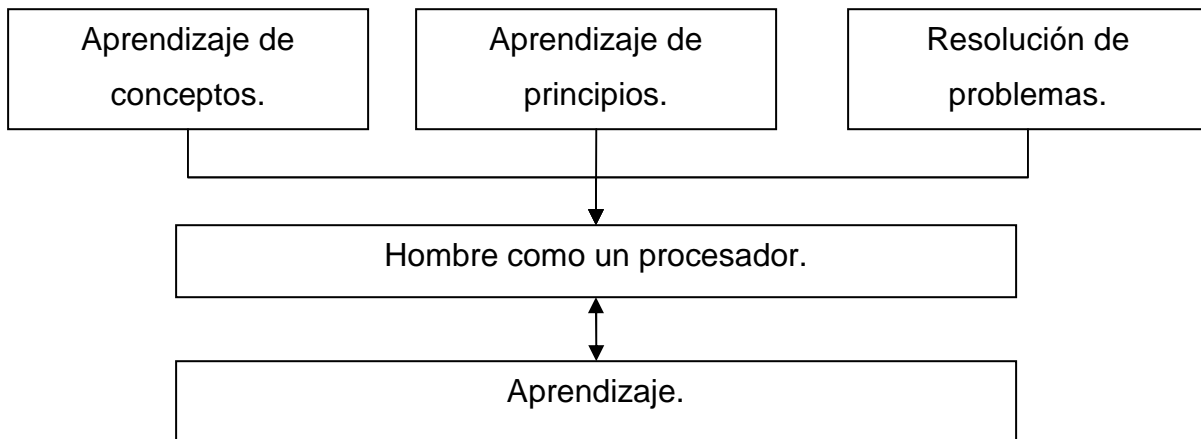 Aprendizaje de
conceptos.
Aprendizaje de
principios.
Resolución de
problemas.
Hombre como un procesador.
Aprendizaje.